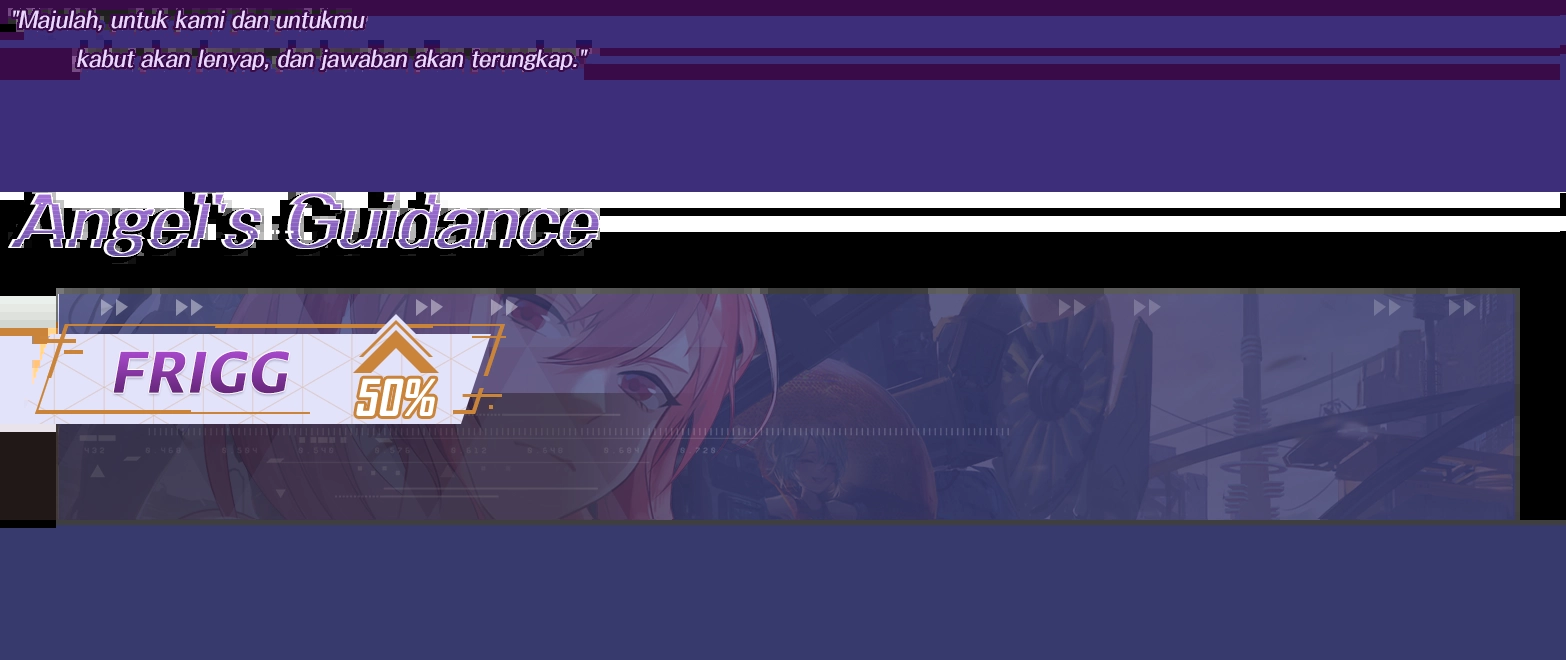 "Majulah, untuk kami dan untukmu
kabut akan lenyap, dan jawaban akan terungkap."
Angel's Guidance
FRIGG
50%